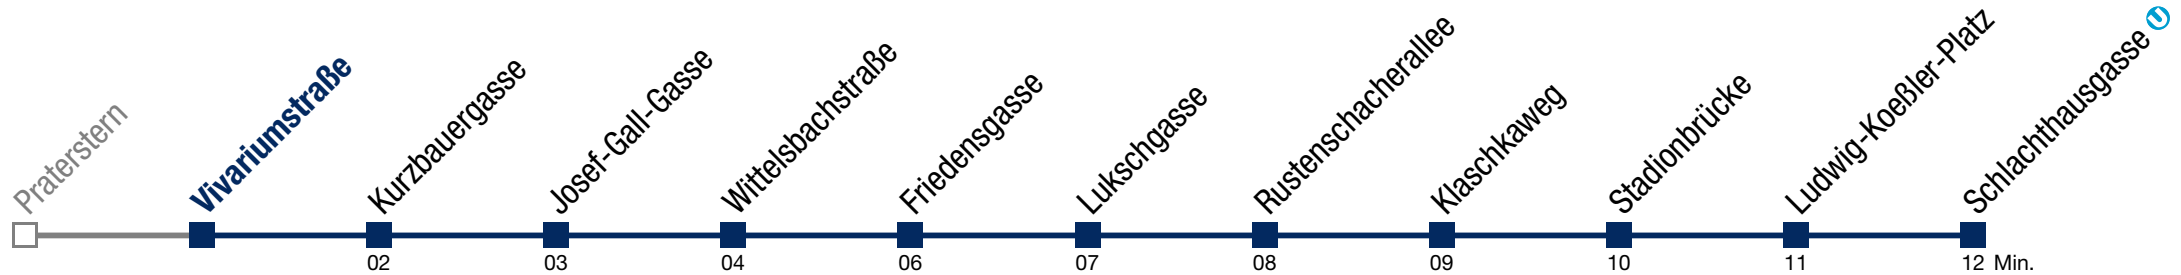 Praterstern
Vivariumstraße
Kurzbauergasse
Josef-Gall-Gasse
Wittelsbachstraße
Friedensgasse
Lukschgasse
Rustenschacherallee
Klaschkaweg
Stadionbrücke
Ludwig-Koeßler-Platz
Schlachthausgasse U
02 03 04 06 07 08 09 10 11 12 Min.